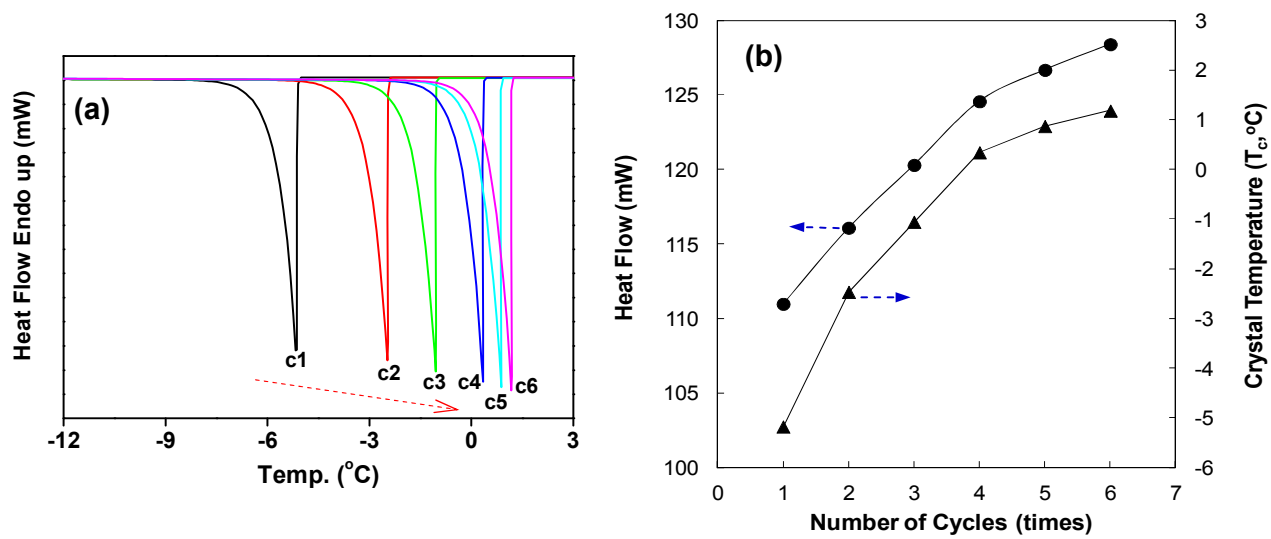 (a)
Heat Flow Endo up (mW)
c1
c2
c3
c4
c5
c6
-12
-9
-6
-3
0
3
Temp. (°C)
(b)
Heat Flow (mW)
130
125
120
115
110
105
100
3
2
1
0
-1
-2
-3
-4
-5
-6
Crystal Temperature (Tc,ºC)
0
1
2
3
4
5
6
7
Number of Cycles (times)